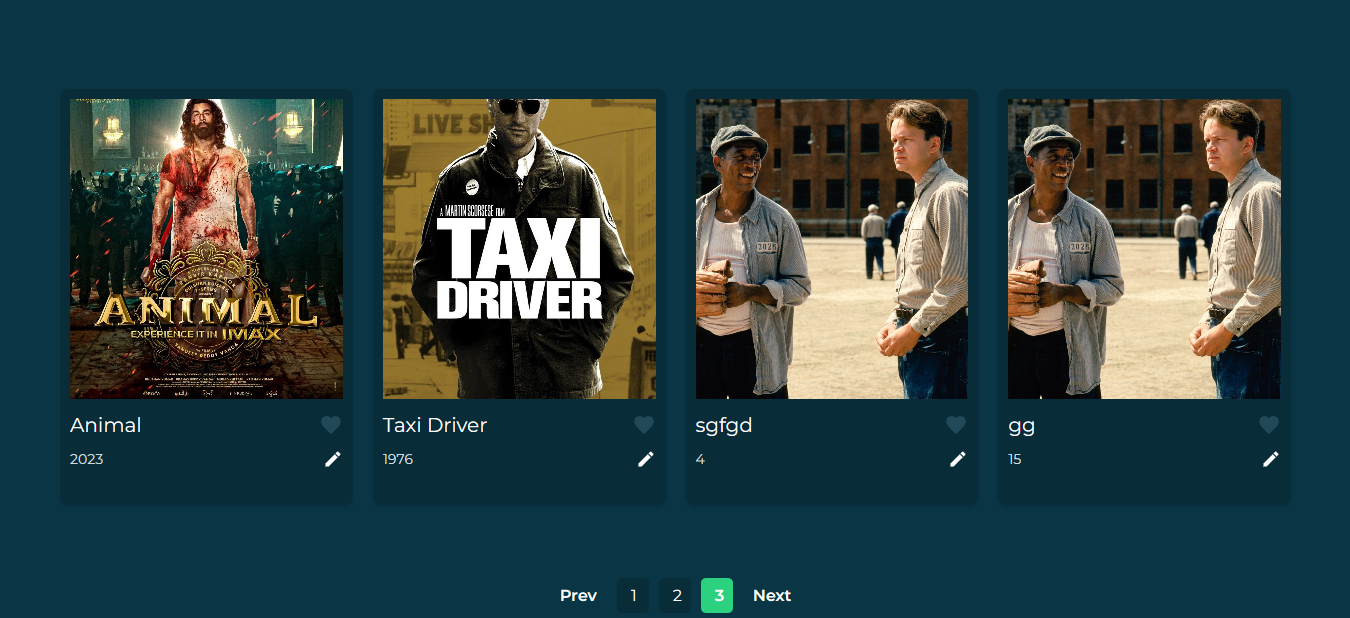 LIVE SH
ANIMAL
EXPERIENCE IT IN IMAX
A MARTIN SCORSESE FILM
TAXI
DRIVER
Animal
2023
Taxi Driver
1976
sgfgd
4
gg
15
Prev 1 2 3 Next